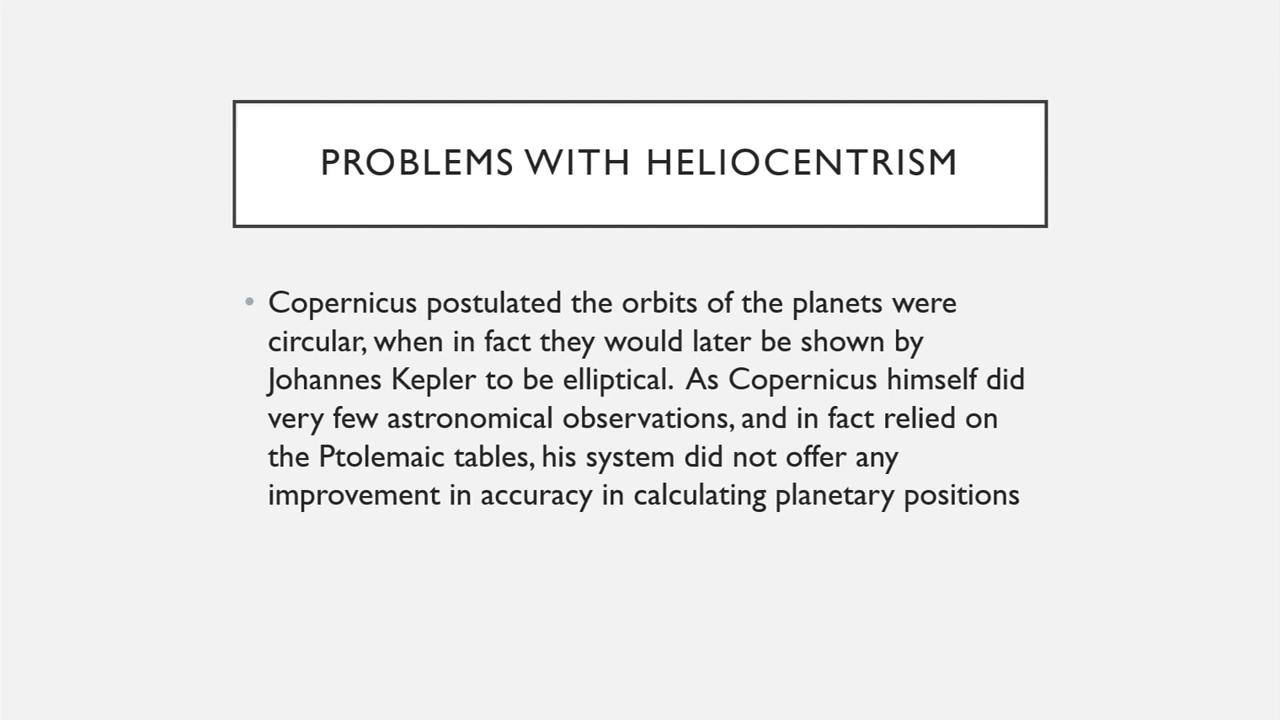 PROBLEMS WITH HELIOCENTRISM
• Copernicus postulated the orbits of the planets were
circular, when in fact they would later be shown by
Johannes Kepler to be elliptical.  As Copernicus himself did
very few astronomical observations, and in fact relied on
the Ptolemaic tables, his system did not offer any
improvement in accuracy in calculating planetary positions